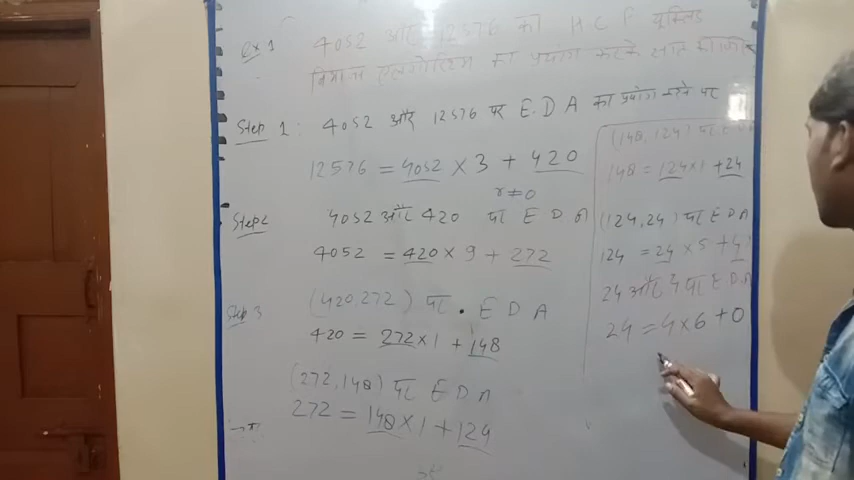 ex 1 4052 और 12576 का H.C.F यूक्लिड
विभाजन एल्गोरिथ्म का प्रयोग करके ज्ञात कीजिए
Step 1: 4052 और 12576 पर E.D.A का प्रयोग करने पर
12576 = 4052 × 3 + 420
r ≠ 0
Step 2 4052 और 420 पर E D A
4052 = 420 × 9 + 272
Step 3 (420,272) पर E D A
420 = 272 × 1 + 148
(272,148) पर E D A
272 = 148 × 1 + 124
(148,124) पर E D A
148 = 124 × 1 + 24
(124,24) पर E D A
124 = 24 × 5 + 4
24 और 4 पर E D A
24 = 4 × 6 + 0